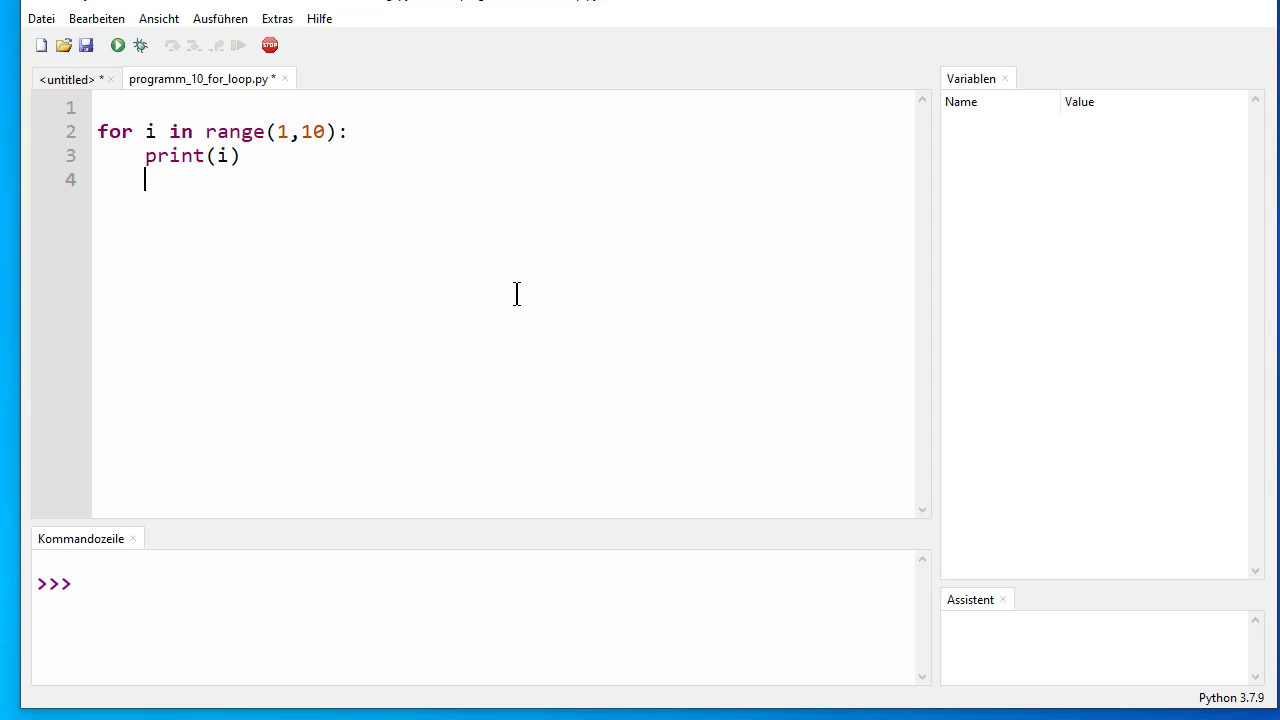 Datei Bearbeiten Ansicht Ausführen Extras Hilfe
STOP
<untitled> * programm_10_for_loop.py *
1
2 for i in range(1,10):
3 print(i)
4
Kommandozeile
>>>
Variablen
Name Value
Assistent
Python 3.7.9